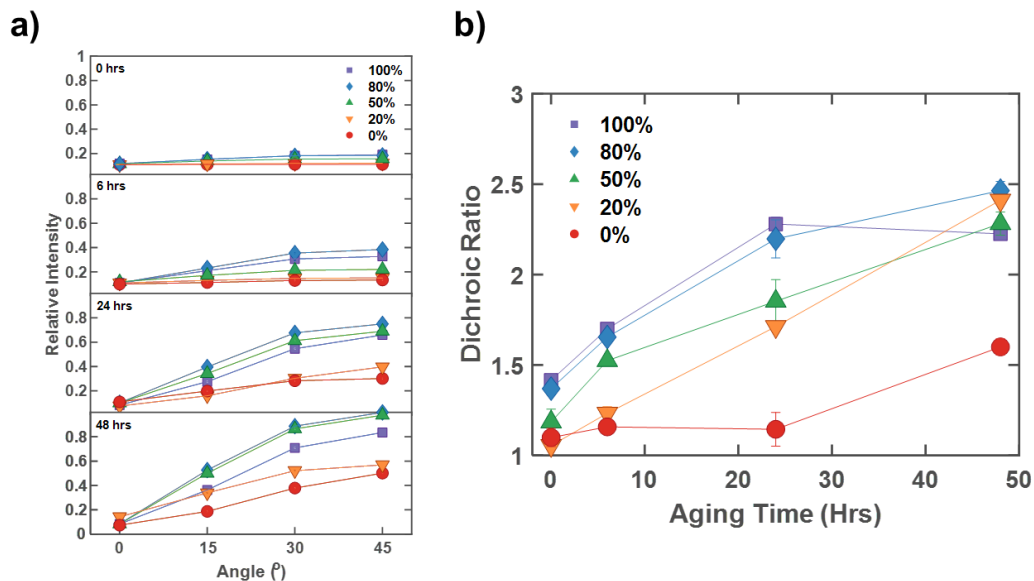 a)
b)
1
0 hrs
0.8
0.6
0.4
0.2
100%
80%
50%
20%
0%
6 hrs
0.8
0.6
0.4
0.2
24 hrs
0.8
0.6
0.4
0.2
48 hrs
0.8
0.6
0.4
0.2
0
0 15 30 45
Angle (º)
Relative Intensity
3
2.5
2
1.5
1
100%
80%
50%
20%
0%
0 10 20 30 40 50
Aging Time (Hrs)
Dichroic Ratio